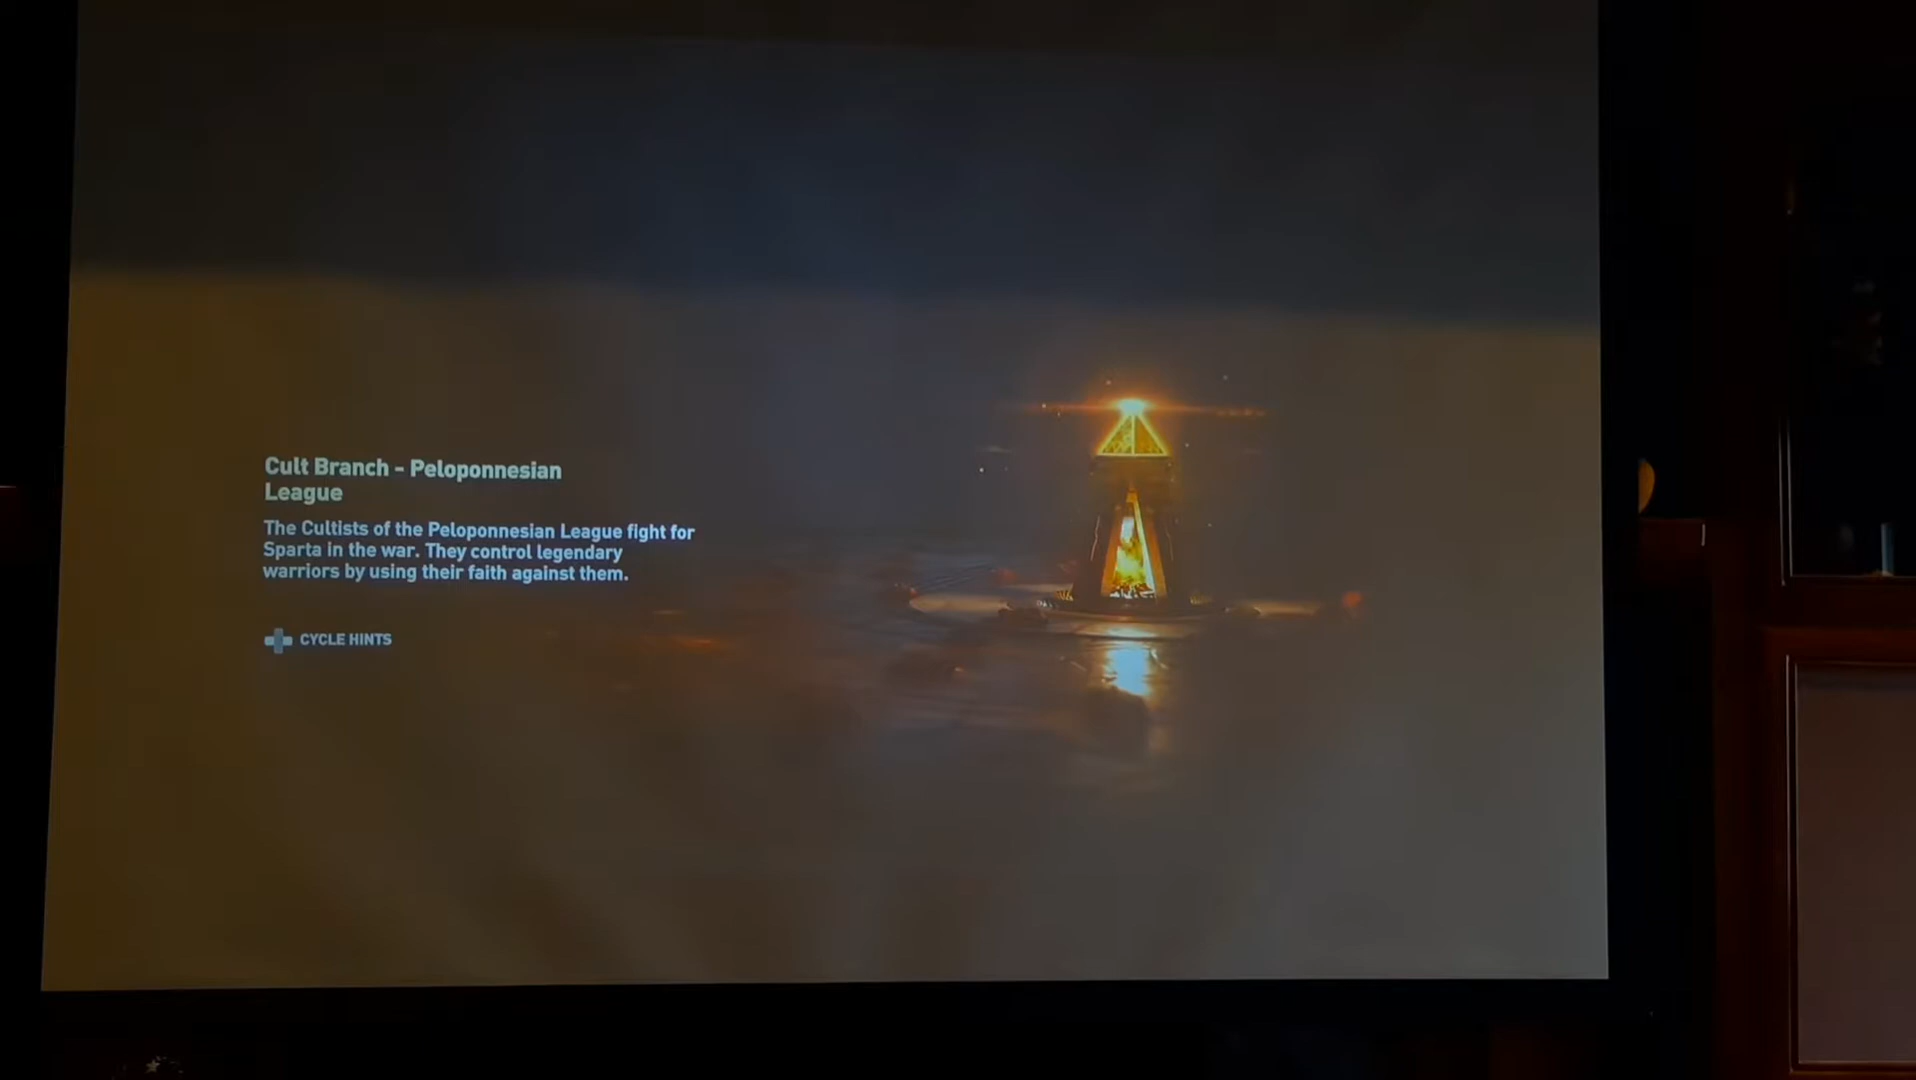 Cult Branch - Peloponnesian
League
The Cultists of the Peloponnesian League fight for
Sparta in the war. They control legendary
warriors by using their faith against them.
CYCLE HINTS